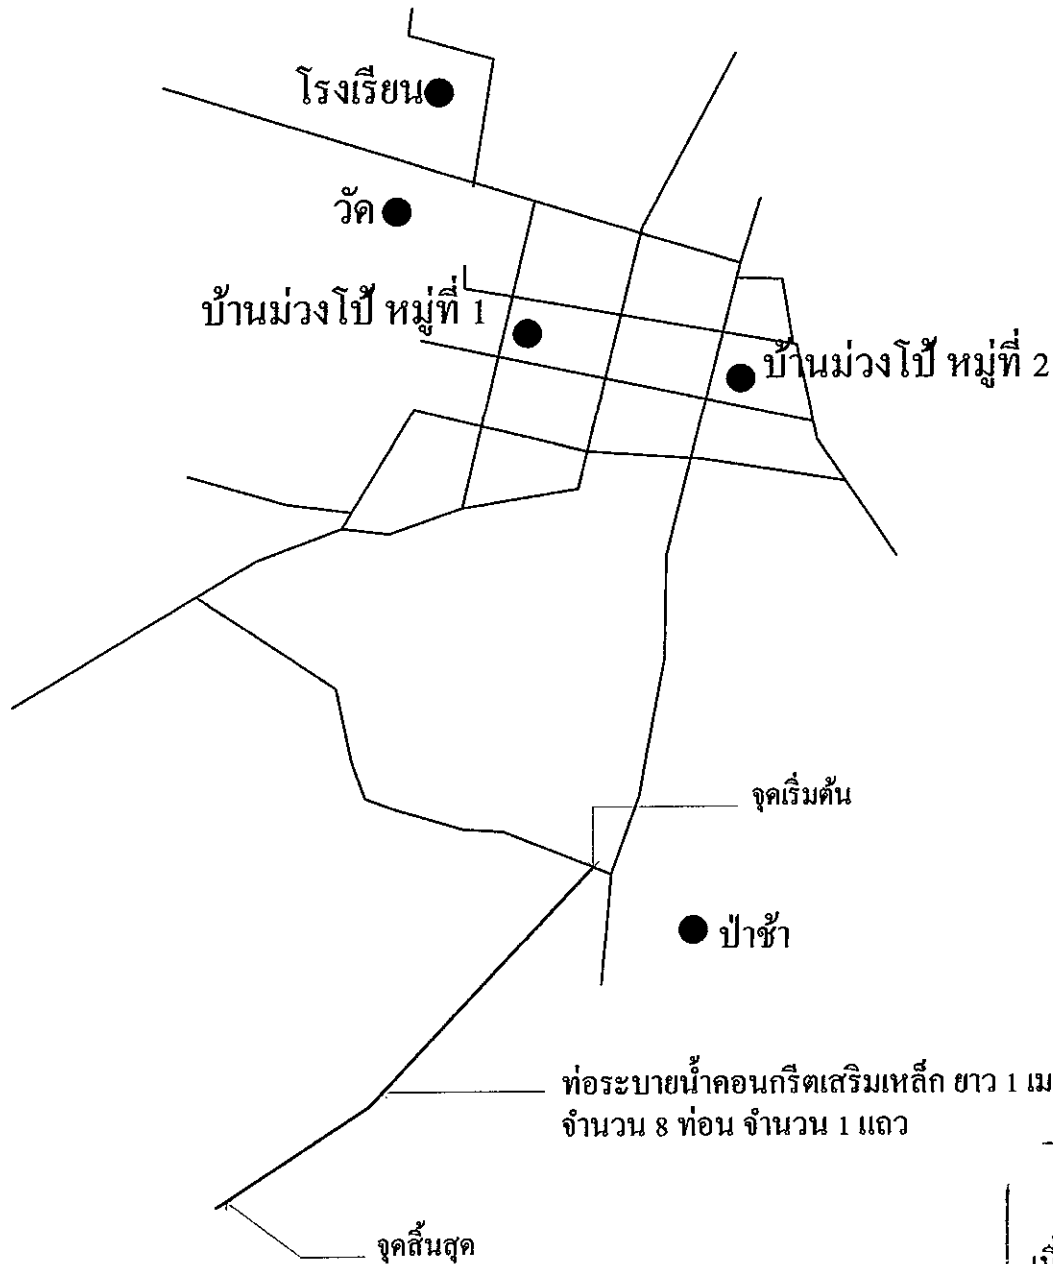 โรงเรียน
วัด
บ้านม่วงโป้ หมู่ที่ 1
บ้านม่วงโป้ หมู่ที่ 2
จุดเริ่มต้น
ป่าช้า
ท่อระบายน้ำคอนกรีตเสริมเหล็ก ยาว 1
จำนวน 8 ท่อน จำนวน 1 แถว
จุดสิ้นสุด